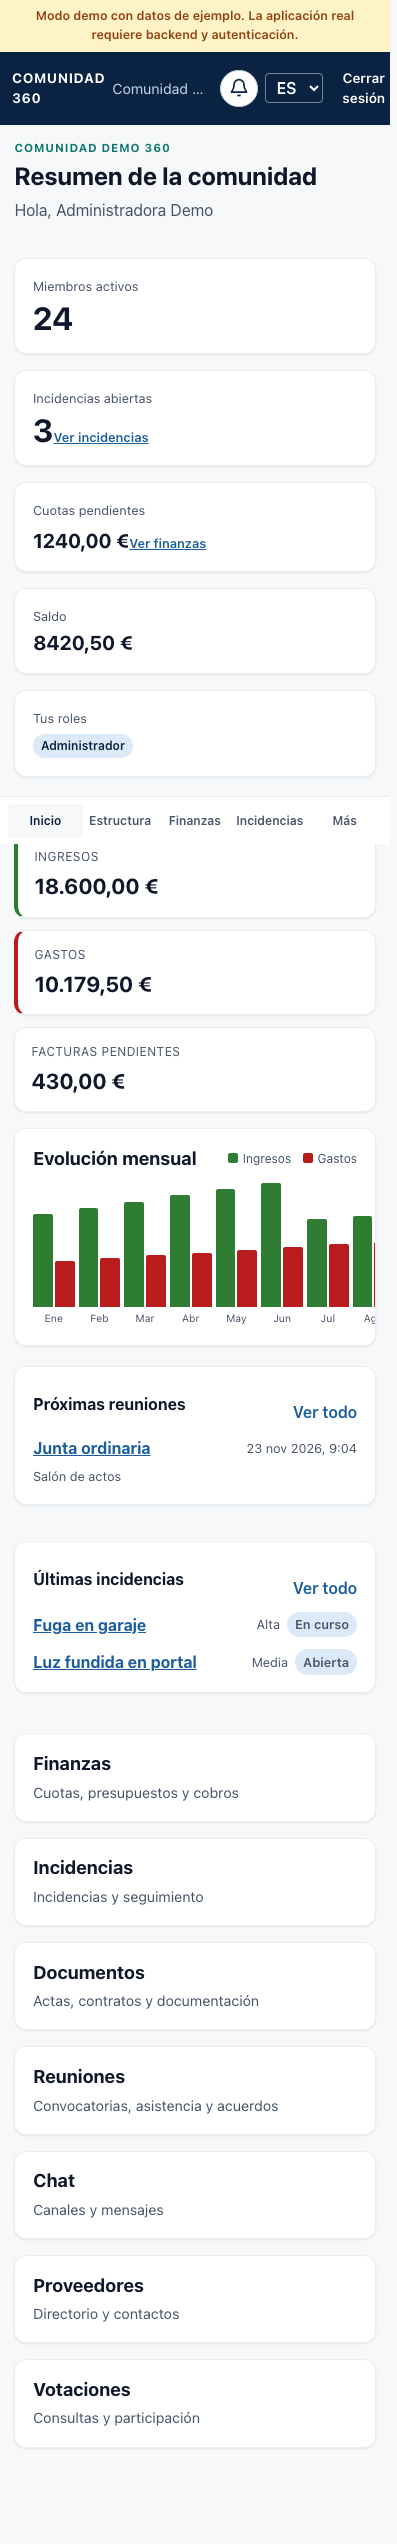 Modo demo con datos de ejemplo. La aplicación real
requiere backend y autenticación.
COMUNIDAD
360
Comunidad ...
ES
Cerrar
sesión
COMUNIDAD DEMO 360
Resumen de la comunidad
Hola, Administradora Demo
Miembros activos
24
Incidencias abiertas
3 Ver incidencias
Cuotas pendientes
1240,00 € Ver finanzas
Saldo
8420,50 €
Tus roles
Administrador
Inicio Estructura Finanzas Incidencias Más
INGRESOS
18.600,00 €
GASTOS
10.179,50 €
FACTURAS PENDIENTES
430,00 €
Evolución mensual Ingresos Gastos
Ene Feb Mar Abr May Jun Jul
Próximas reuniones
Ver todo
Junta ordinaria 23 nov 2026, 9:04
Salón de actos
Últimas incidencias
Ver todo
Fuga en garaje Alta En curso
Luz fundida en portal Media Abierta
Finanzas
Cuotas, presupuestos y cobros
Incidencias
Incidencias y seguimiento
Documentos
Actas, contratos y documentación
Reuniones
Convocatorias, asistencia y acuerdos
Chat
Canales y mensajes
Proveedores
Directorio y contactos
Votaciones
Consultas y participación